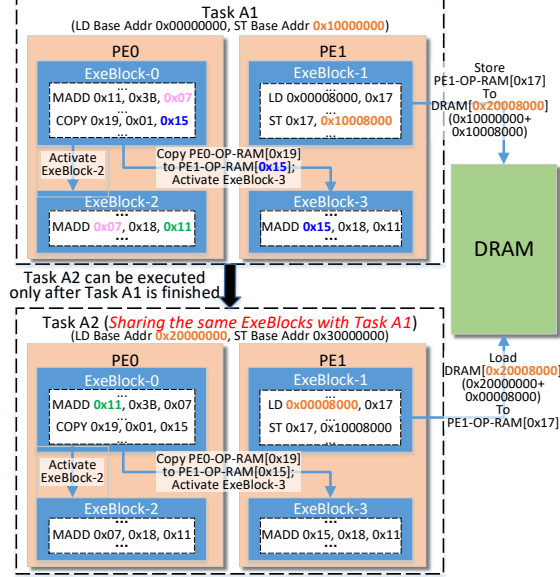 Task A1
(LD Base Addr 0x00000000, ST Base Addr 0x10000000)
PE0
ExeBlock-0
...
MADD 0x11, 0x3B, 0x07
...
COPY 0x19, 0x01, 0x15
...
Activate
ExeBlock-2
ExeBlock-2
...
MADD 0x07, 0x18, 0x11
...
PE1
ExeBlock-1
...
LD 0x00008000, 0x17
...
ST 0x17, 0x10008000
...
Copy PE0-OP-RAM[0x19]
to PE1-OP-RAM[0x15];
Activate ExeBlock-3
ExeBlock-3
...
MADD 0x15, 0x18, 0x11
...
Store
PE1-OP-RAM[0x17]
To
DRAM[0x20008000]
(0x10000000+
0x10008000)
DRAM
Task A2 can be executed
only after Task A1 is finished
Task A2 (Sharing the same ExeBlocks with Task A1)
(LD Base Addr 0x20000000, ST Base Addr 0x30000000)
PE0
ExeBlock-0
...
MADD 0x11, 0x3B, 0x07
...
COPY 0x19, 0x01, 0x15
...
Activate
ExeBlock-2
ExeBlock-2
...
MADD 0x07, 0x18, 0x11
...
PE1
ExeBlock-1
...
LD 0x00008000, 0x17
...
ST 0x17, 0x10008000
...
Copy PE0-OP-RAM[0x19]
to PE1-OP-RAM[0x15];
Activate ExeBlock-3
ExeBlock-3
...
MADD 0x15, 0x18, 0x11
...
Load
DRAM[0x20008000]
(0x20000000+
0x00008000)
To
PE1-OP-RAM[0x17]